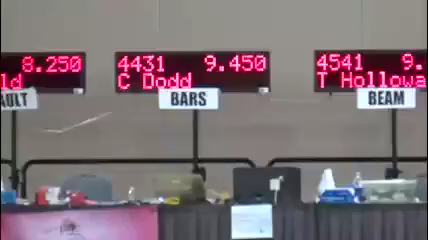 8.250
ld
AULT
4431 9.450
C Dodd
BARS
4541 9.
T Hollowa
BEAM